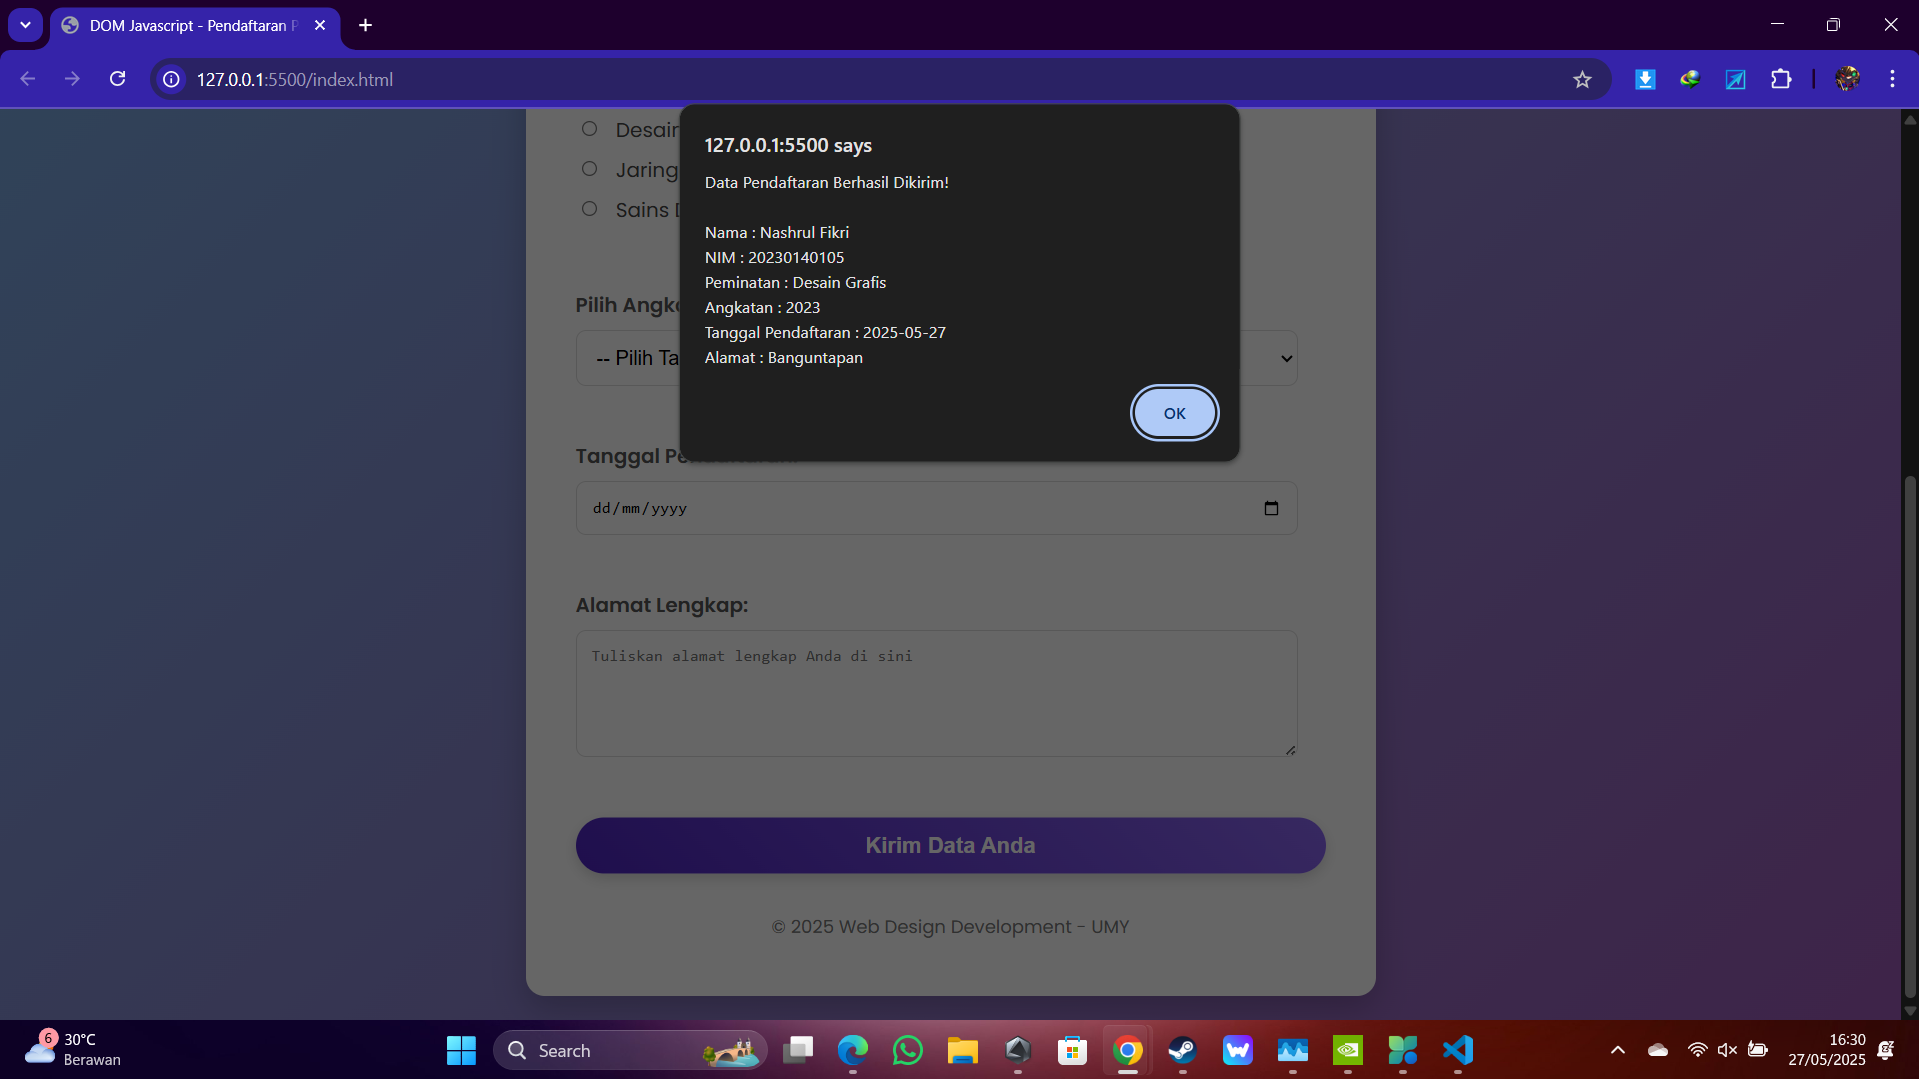 DOM Javascript - Pendaftaran P
127.0.0.1:5500/index.html
127.0.0.1:5500 says
Data Pendaftaran Berhasil Dikirim!
Nama : Nashrul Fikri
NIM : 20230140105
Peminatan : Desain Grafis
Angkatan : 2023
Tanggal Pendaftaran : 2025-05-27
Alamat : Banguntapan
OK
Desain
Jaring
Sains D
Pilih Angka
-- Pilih Ta
Tanggal Pendaftaran:
dd/mm/yyyy
Alamat Lengkap:
Tuliskan alamat lengkap Anda di sini
Kirim Data Anda
© 2025 Web Design Development - UMY
6
30°C
Berawan
Search
16:30
27/05/2025